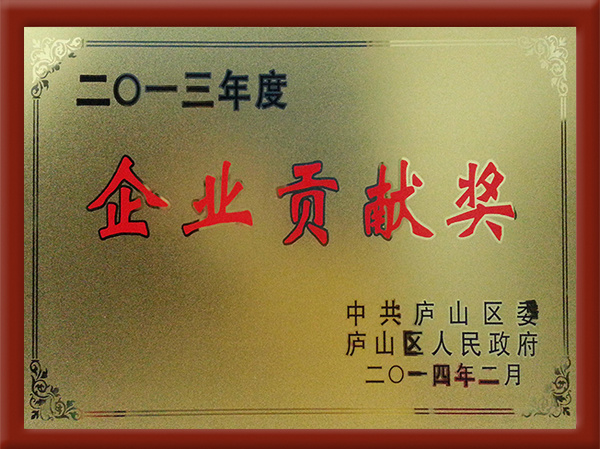 二〇一三年度
企业贡献奖
中共庐山区委
庐山区人民政府
二〇一四年二月